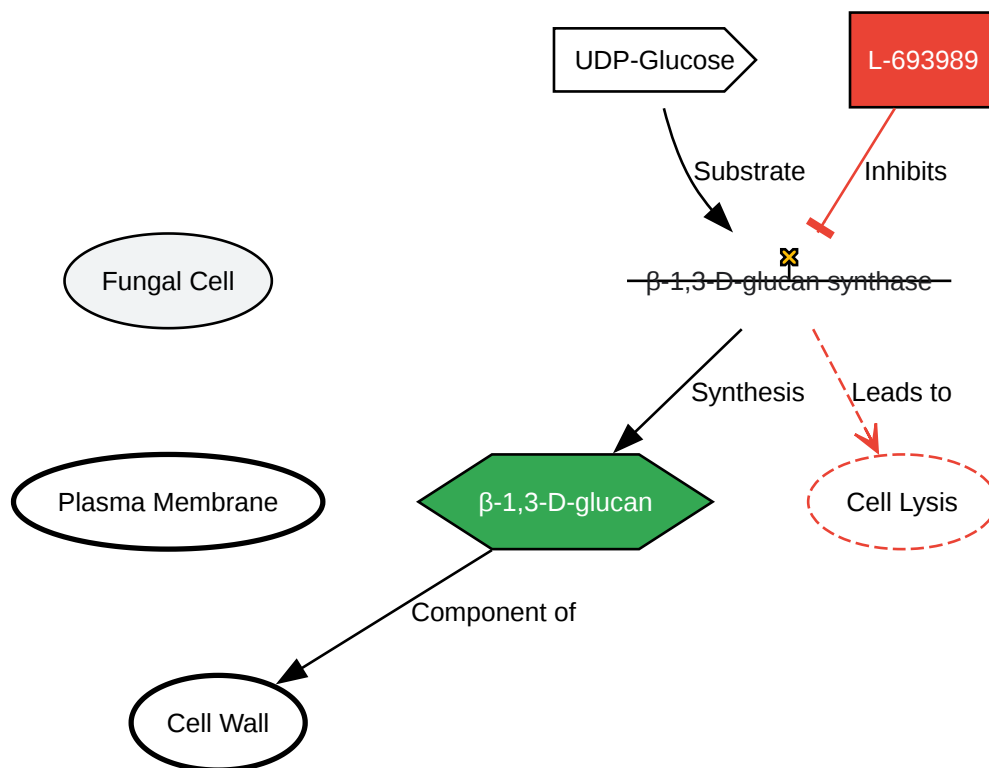 UDP-Glucose
L-693989
Substrate
Inhibits
Fungal Cell
β-1,3-D-glucan synthase
Synthesis
Leads to
Plasma Membrane
β-1,3-D-glucan
Cell Lysis
Component of
Cell Wall